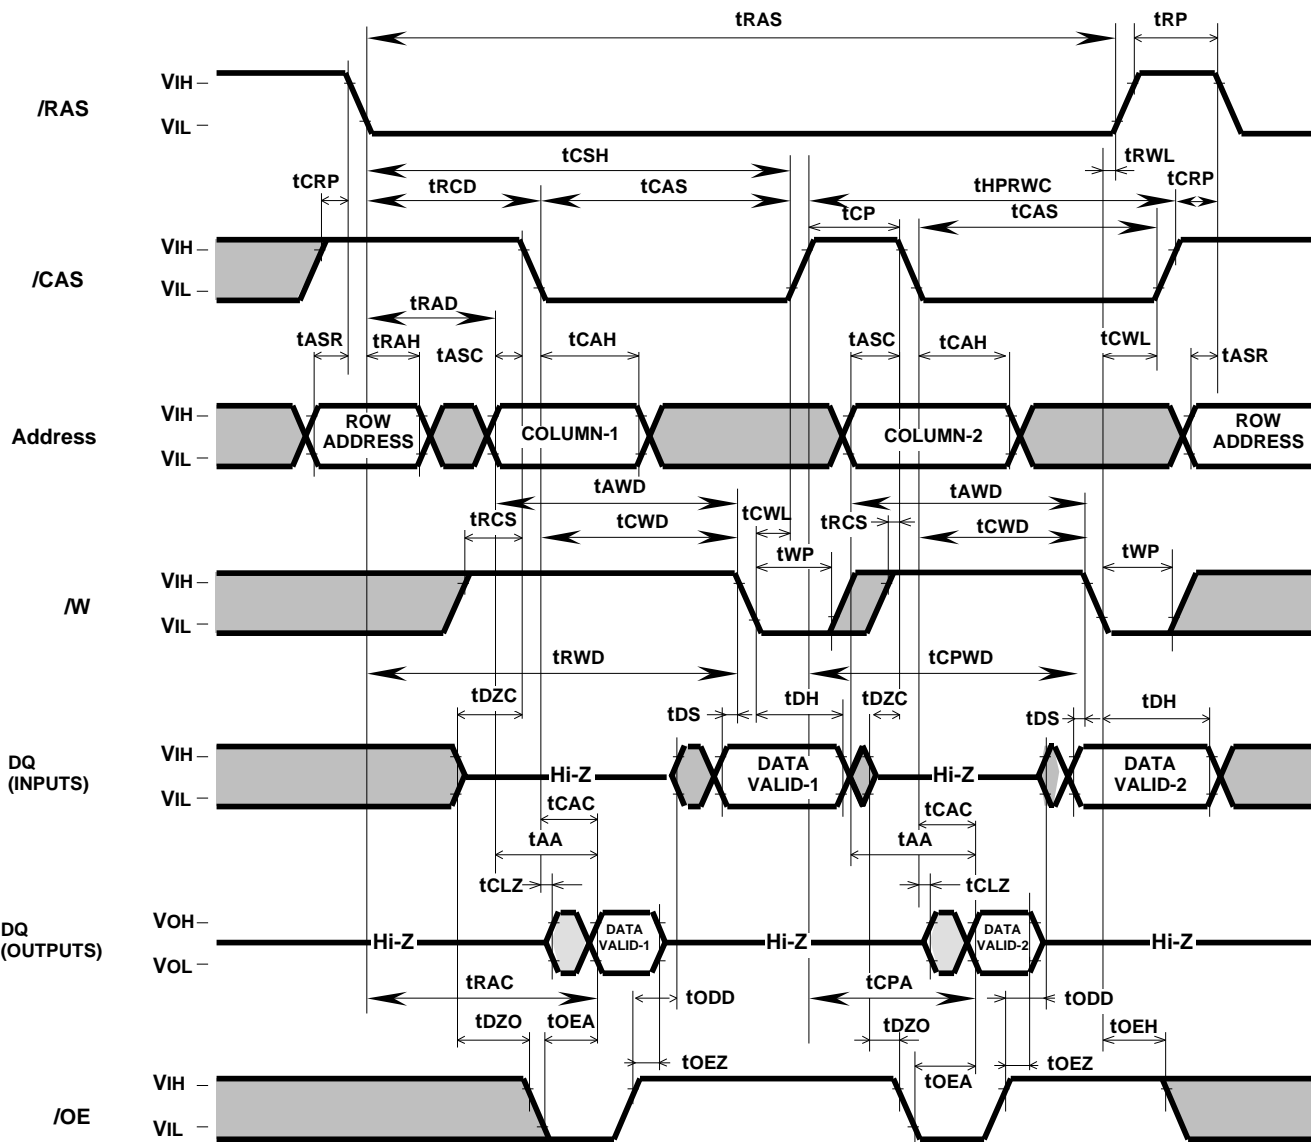 tRAS
tRP
VIH
/RAS
VIL
tCSH
tRWL
tCRP
tRCD
tCAS
tHPRWC
tCRP
tCP
tCAS
VIH
/CAS
VIL
tRAD
tASR
tRAH
tASC
tCAH
tASC
tCAH
tCWL
tASR
VIH
Address
VIL
ROW
ADDRESS
COLUMN-1
COLUMN-2
ROW
ADDRESS
tAWD
tAWD
tRCS
tCWD
tCWL
tRCS
tCWD
tWP
tWP
VIH
/W
VIL
tRWD
tCPWD
tDZC
tDS
tDH
tDZC
tDS
tDH
DQ
(INPUTS)
VIH
VIL
Hi-Z
DATA
VALID-1
Hi-Z
DATA
VALID-2
tCAC
tCAC
tAA
tAA
tCLZ
tCLZ
DQ
(OUTPUTS)
VOH
VOL
Hi-Z
DATA
VALID-1
Hi-Z
DATA
VALID-2
Hi-Z
tRAC
tODD
tCPA
tODD
tDZO
tOEA
tDZO
tOEH
tOEZ
tOEA
tOEZ
VIH
/OE
VIL